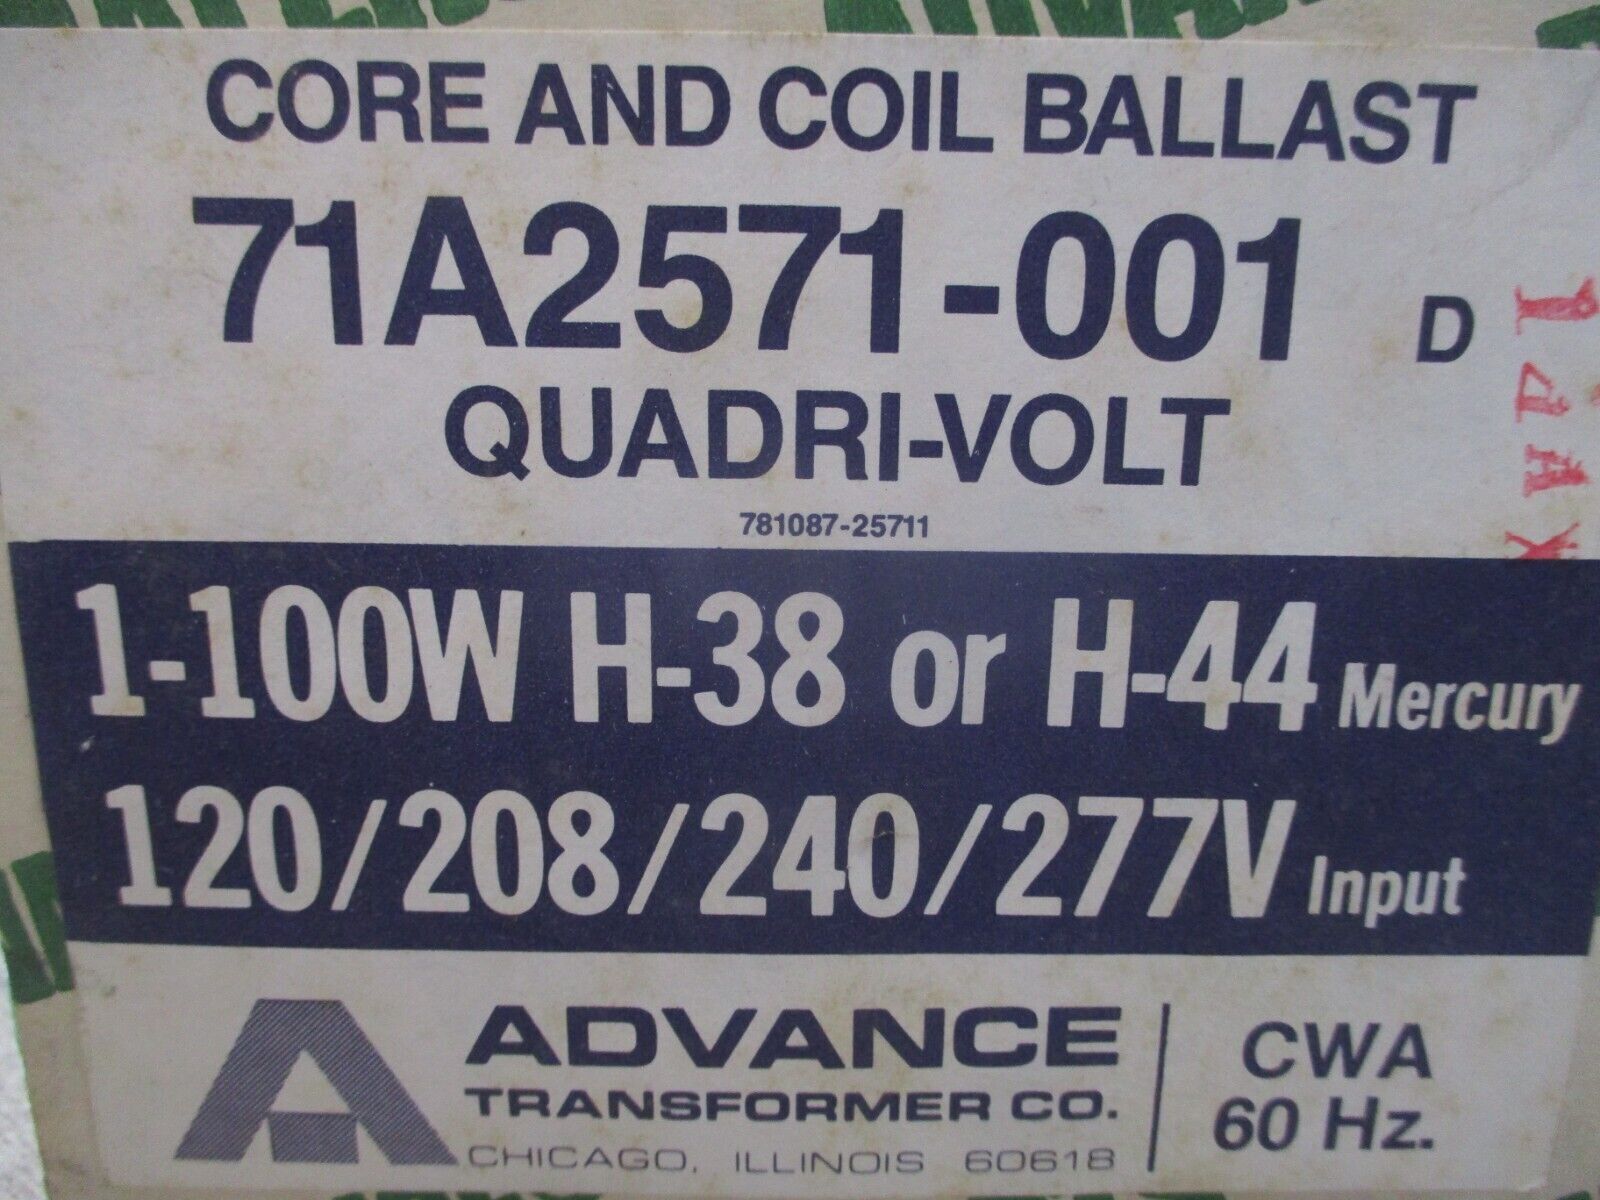 CORE AND COIL BALLAST
71A2571-001 D
QUADRI-VOLT
781087-25711
1-100W H-38 or H-44 Mercury
120/208/240/277V Input
ADVANCE
TRANSFORMER CO.
CHICAGO, ILLINOIS 60618
CWA
60 Hz.